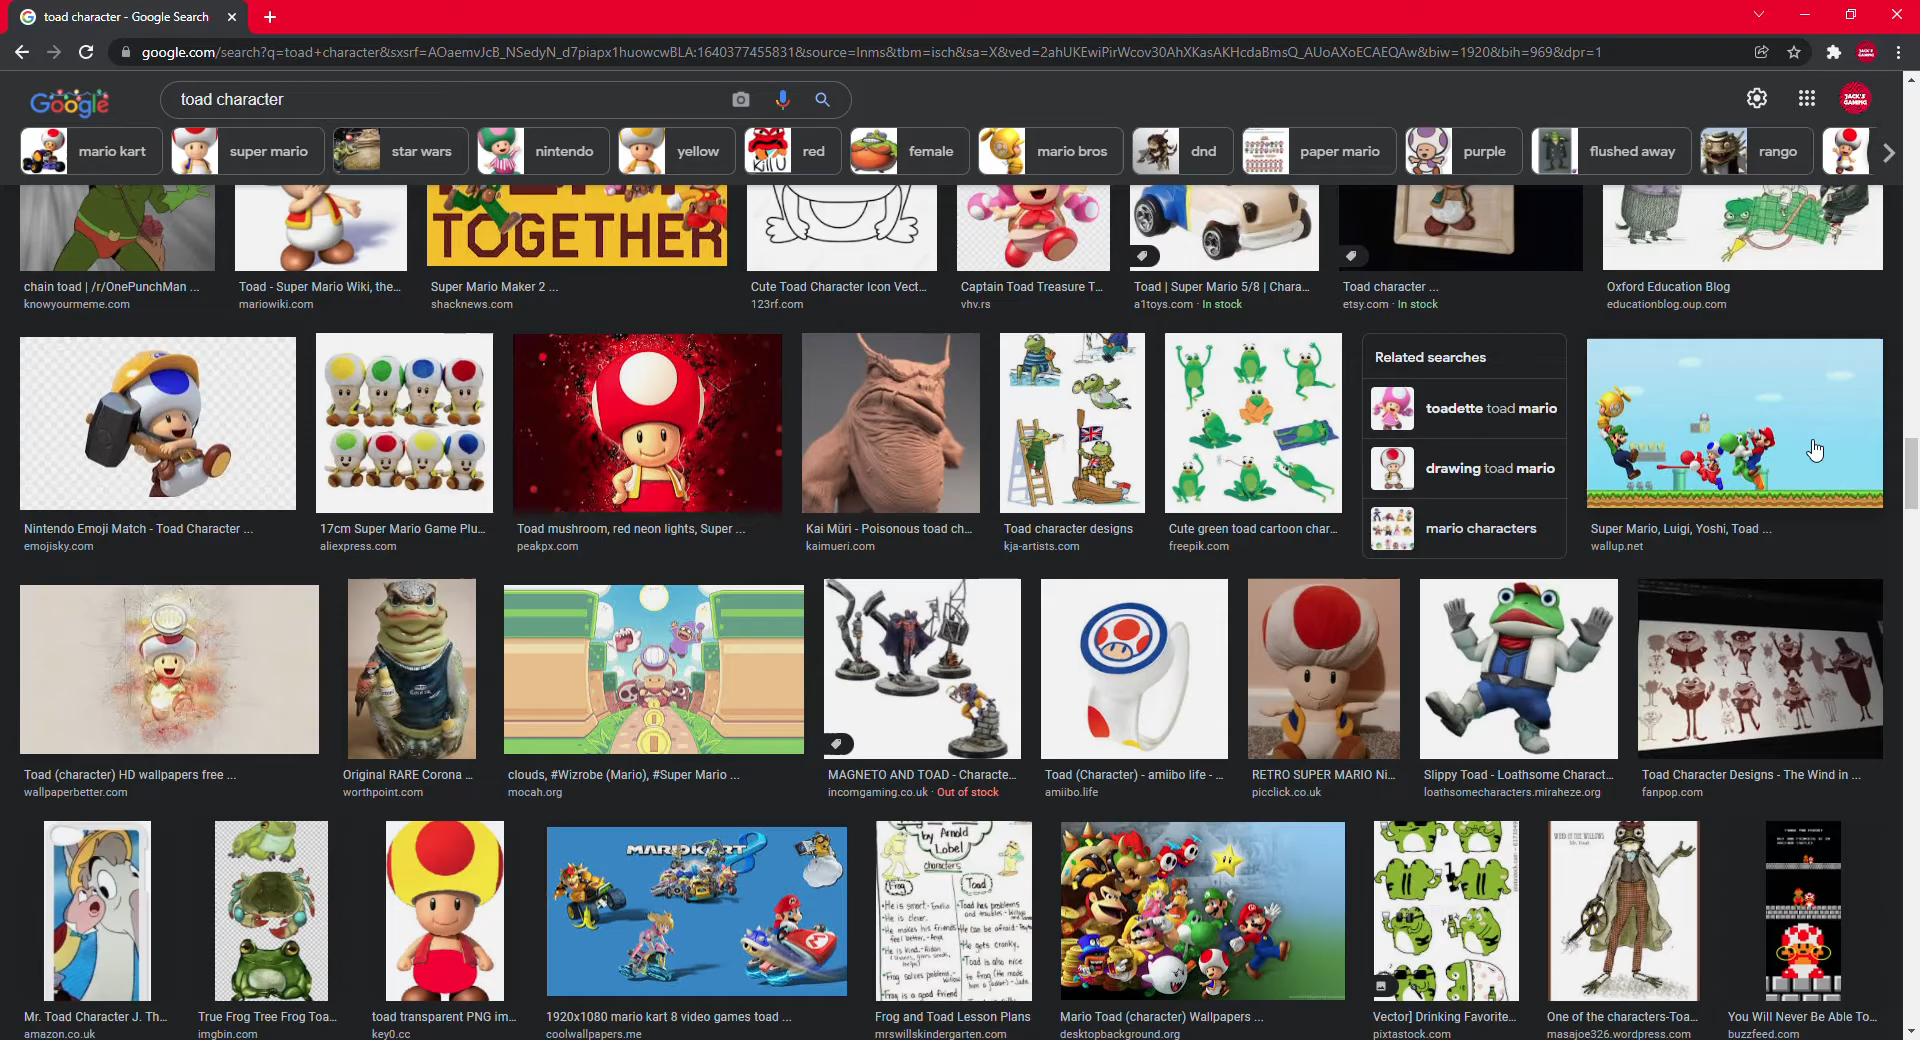 toad character - Google Search
google.com/search?q=toad+character&sxsrf=AOaemvJcB_NSedyN_d7piapx1huowcwBLA:1640377455831&source=lnms&tbm=isch&sa=X&ved=2ahUKEwiPirWcov30AhXKasAKHcdaBmsQ_AUoAXoECAEQAw&biw=1920&bih=969&dpr=1
Google
toad character
JACK'S GAMING
mario kart
super mario
star wars
nintendo
yellow
red
female
mario bros
dnd
paper mario
purple
flushed away
rango
TOGETHER
chain toad | /r/OnePunchMan ...
knowyourmeme.com
Toad - Super Mario Wiki, the...
mariowiki.com
Super Mario Maker 2 ...
shacknews.com
Cute Toad Character Icon Vect...
123rf.com
Captain Toad Treasure T...
vhv.rs
Toad | Super Mario 5/8 | Chara...
a1toys.com · In stock
Toad character ...
etsy.com · In stock
Oxford Education Blog
educationblog.oup.com
Nintendo Emoji Match - Toad Character ...
emojisky.com
17cm Super Mario Game Plu...
aliexpress.com
Toad mushroom, red neon lights, Super ...
peakpx.com
Kai Müri - Poisonous toad ch...
kaimueri.com
Toad character designs
kja-artists.com
Cute green toad cartoon char...
freepik.com
Related searches
toadette toad mario
drawing toad mario
mario characters
Super Mario, Luigi, Yoshi, Toad ...
wallup.net
Toad (character) HD wallpapers free ...
wallpaperbetter.com
Original RARE Corona ...
worthpoint.com
clouds, #Wizrobe (Mario), #Super Mario ...
mocah.org
MAGNETO AND TOAD - Characte...
incomgaming.co.uk · Out of stock
Toad (Character) - amiibo life - ...
amiibo.life
RETRO SUPER MARIO Ni...
picclick.co.uk
Slippy Toad - Loathsome Charact...
loathsomecharacters.miraheze.org
Toad Character Designs - The Wind in ...
fanpop.com
MARIOKART 8
by Arnold
Lobel
characters
Frog
Toad
Mr. Toad Character J. Th...
amazon.co.uk
True Frog Tree Frog Toa...
imgbin.com
toad transparent PNG im...
key0.cc
1920x1080 mario kart 8 video games toad ...
coolwallpapers.me
Frog and Toad Lesson Plans
mrswillskindergarten.com
Mario Toad (character) Wallpapers ...
desktopbackground.org
Vector] Drinking Favorite...
pixtastock.com
One of the characters-Toa...
masajoe326.wordpress.com
You Will Never Be Able To...
buzzfeed.com